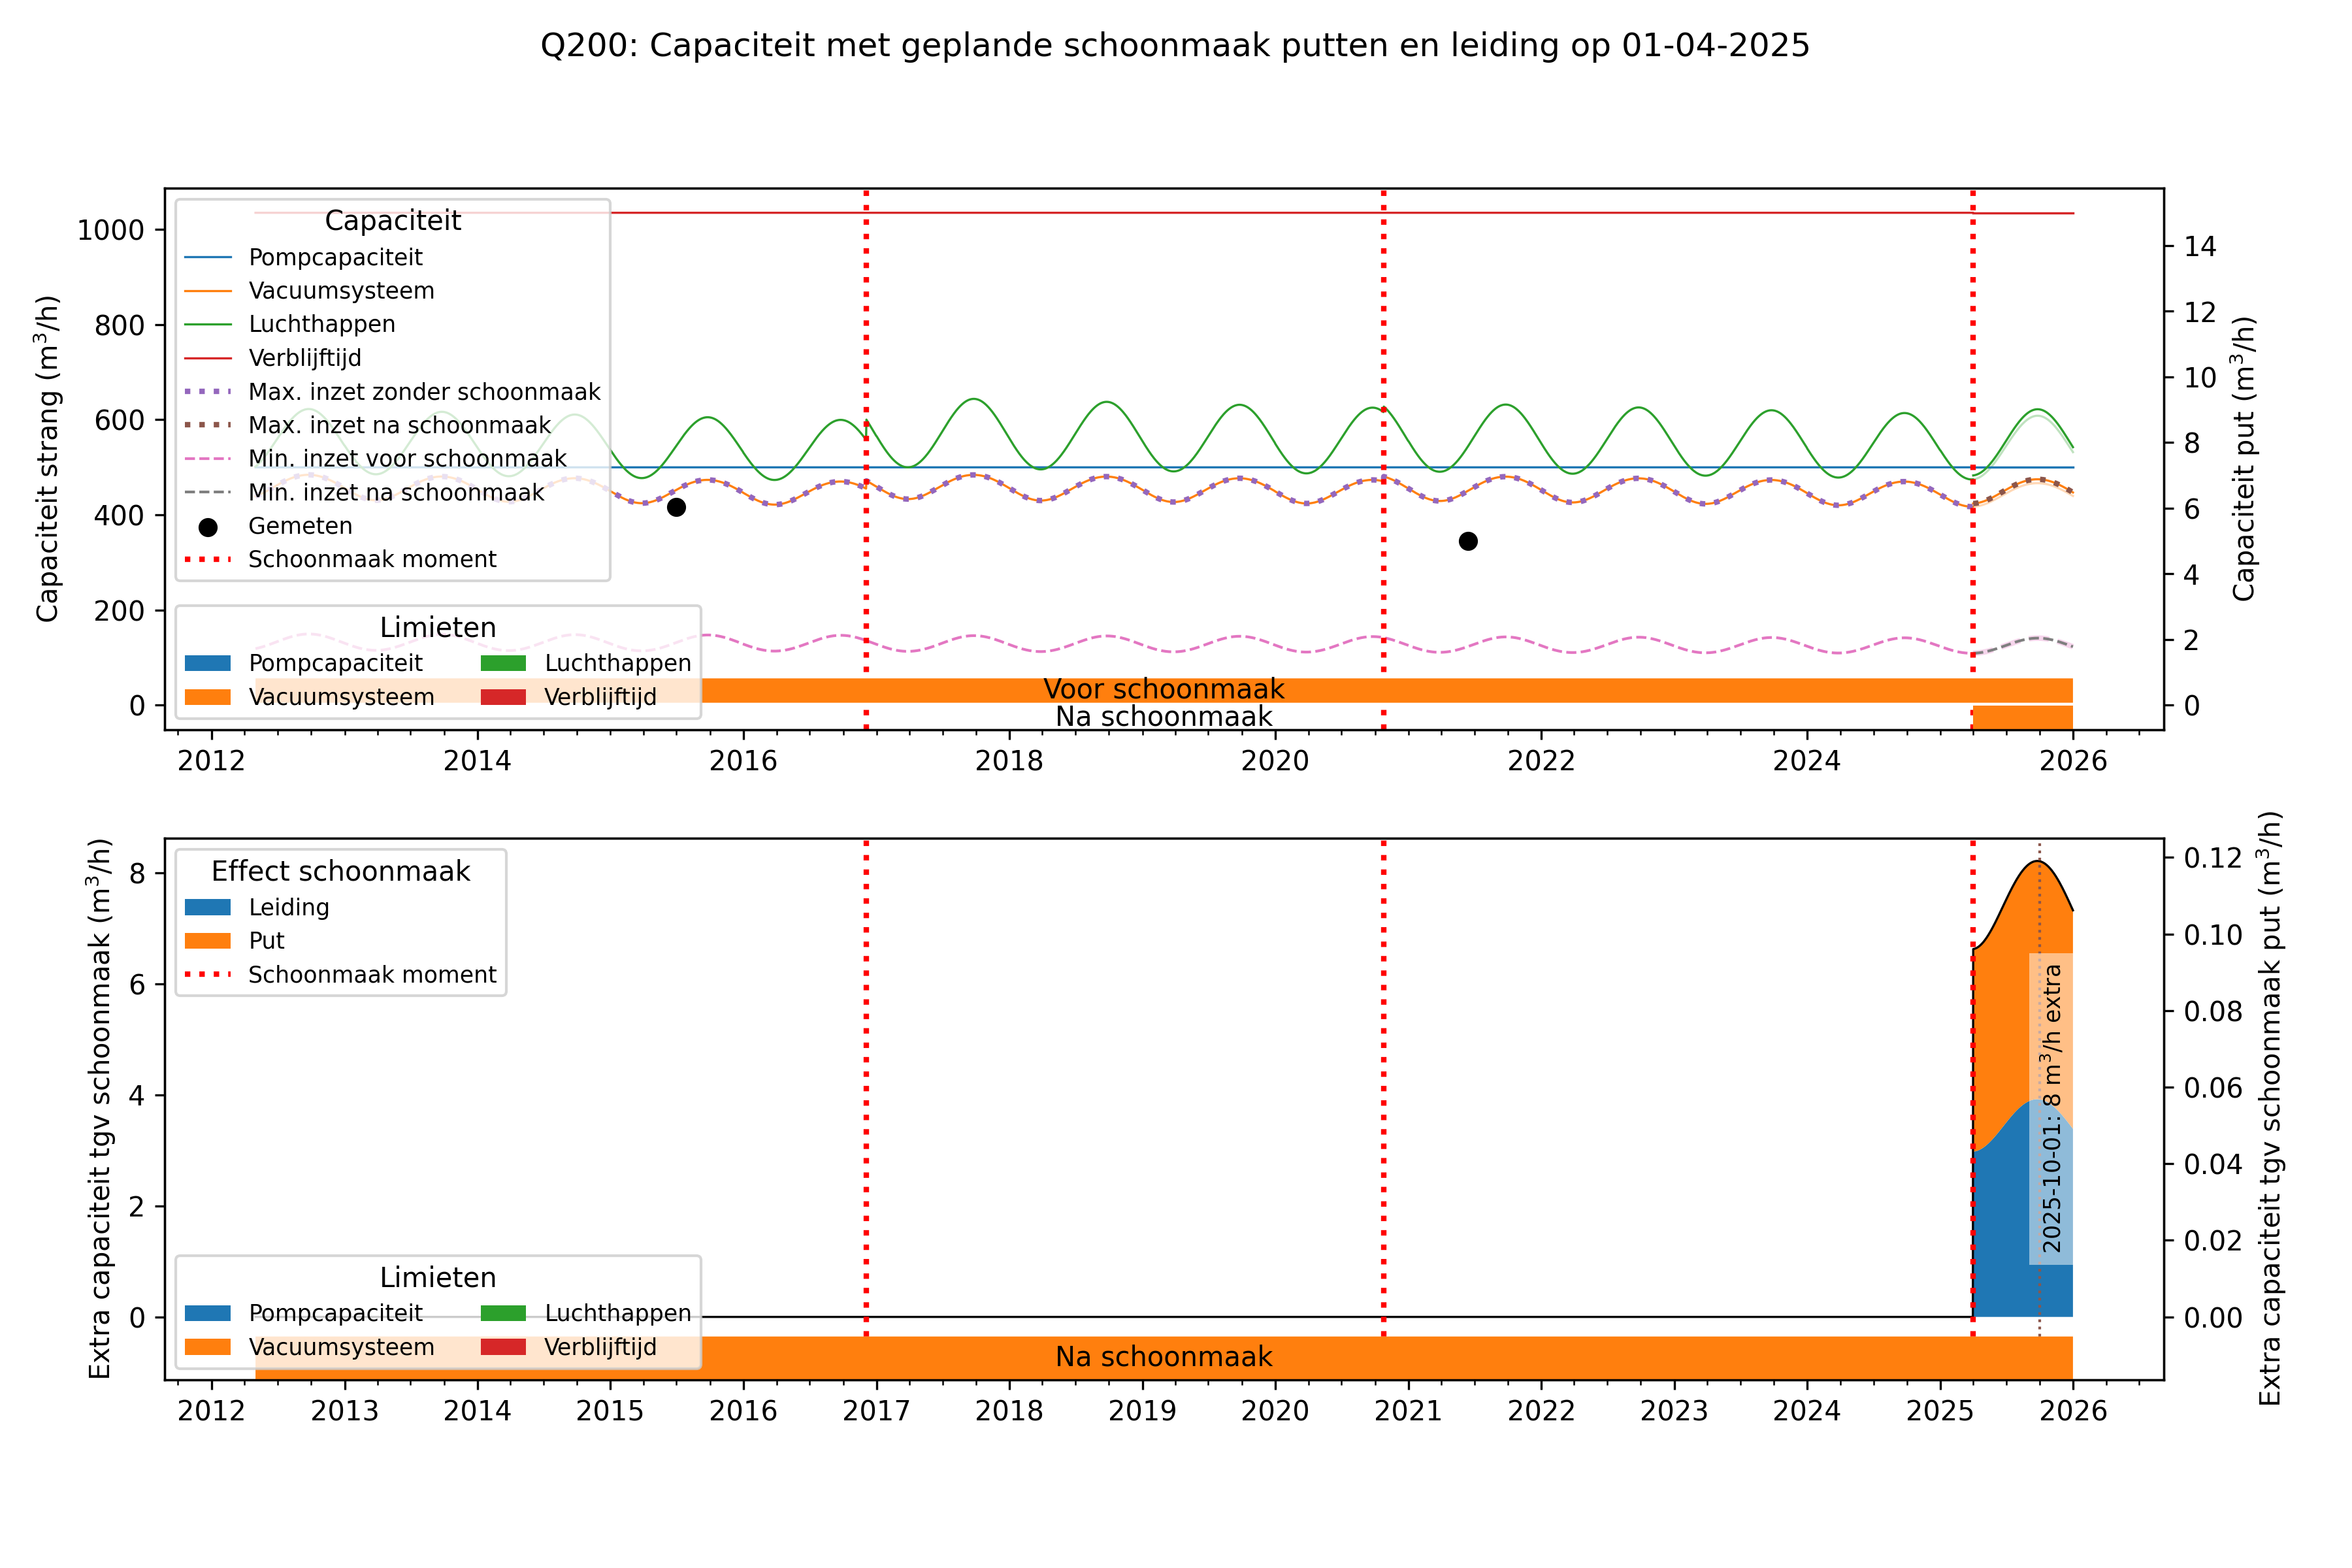 Q200: Capaciteit met geplande schoonmaak putten en leiding op 01-04-2025
Capaciteit strang (m³/h)
1000
800
600
400
200
0
Capaciteit
Pompcapaciteit
Vacuumsysteem
Luchthappen
Verblijftijd
Max. inzet zonder schoonmaak
Max. inzet na schoonmaak
Min. inzet voor schoonmaak
Min. inzet na schoonmaak
Gemeten
Schoonmaak moment
Limieten
Pompcapaciteit Luchthappen
Vacuumsysteem Verblijftijd
Voor schoonmaak
Na schoonmaak
14
12
10
8
6
4
2
0
Capaciteit put (m³/h)
2012 2014 2016 2018 2020 2022 2024 2026
Extra capaciteit tgv schoonmaak (m³/h)
8
6
4
2
0
Effect schoonmaak
Leiding
Put
Schoonmaak moment
Limieten
Pompcapaciteit Luchthappen
Vacuumsysteem Verblijftijd
Na schoonmaak
2025-10-01: 8 m³/h extra
0.12
0.10
0.08
0.06
0.04
0.02
0.00
Extra capaciteit tgv schoonmaak put (m³/h)
2012 2013 2014 2015 2016 2017 2018 2019 2020 2021 2022 2023 2024 2025 2026